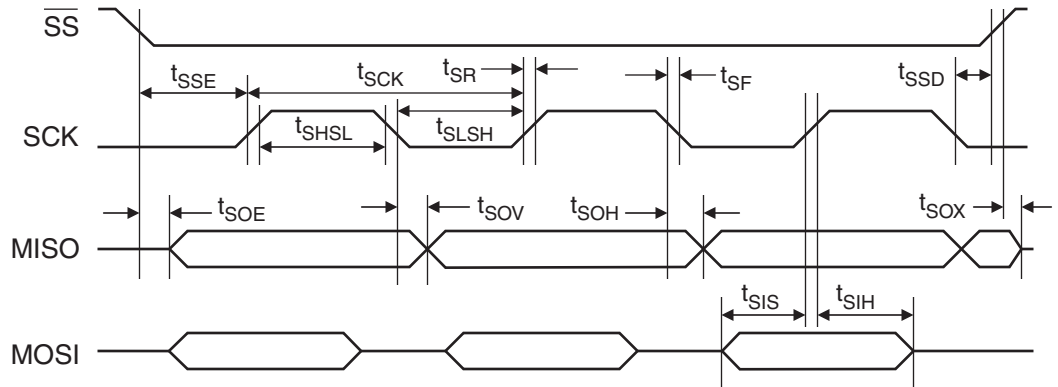 SS
tSSE tSCK tSR tSF tSSD
SCK
tSHSL tSLSH
tSOE tSOV tSOH tSOX
MISO
tSIS tSIH
MOSI